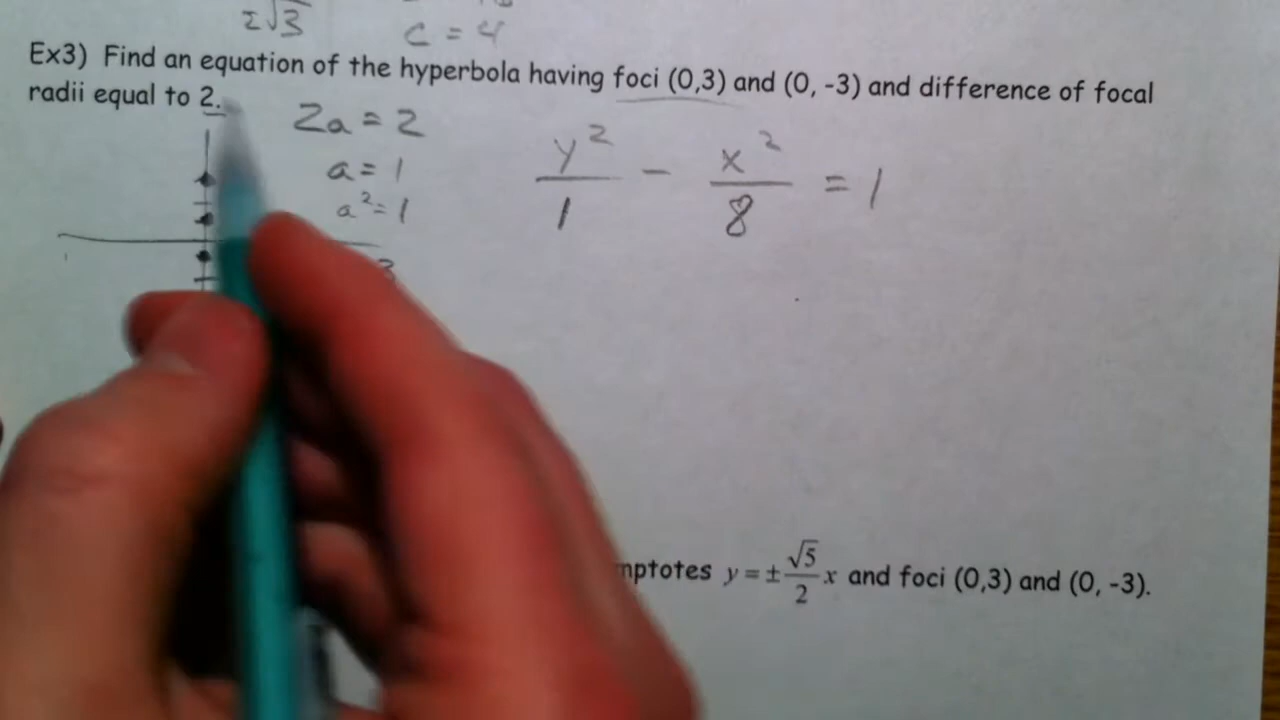 2√3 c = 4
Ex3) Find an equation of the hyperbola having foci (0,3) and (0, -3) and difference of focal
radii equal to 2.
2a = 2
a = 1
a² = 1
3
y²/1 - x²/8 = 1
y = ±√5/2 x and foci (0,3) and (0, -3).